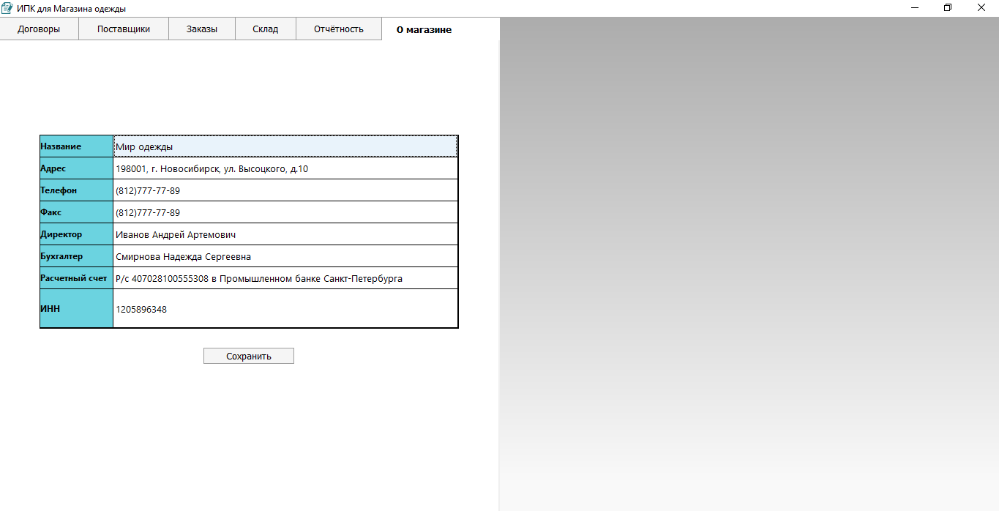 ИПК для Магазина одежды
Договоры Поставщики Заказы Склад Отчётность О магазине
Название Мир одежды
Адрес 198001, г. Новосибирск, ул. Высоцкого, д.10
Телефон (812)777-77-89
Факс (812)777-77-89
Директор Иванов Андрей Артемович
Бухгалтер Смирнова Надежда Сергеевна
Расчетный счет Р/с 407028100555308 в Промышленном банке Санкт-Петербурга
ИНН 1205896348
Сохранить